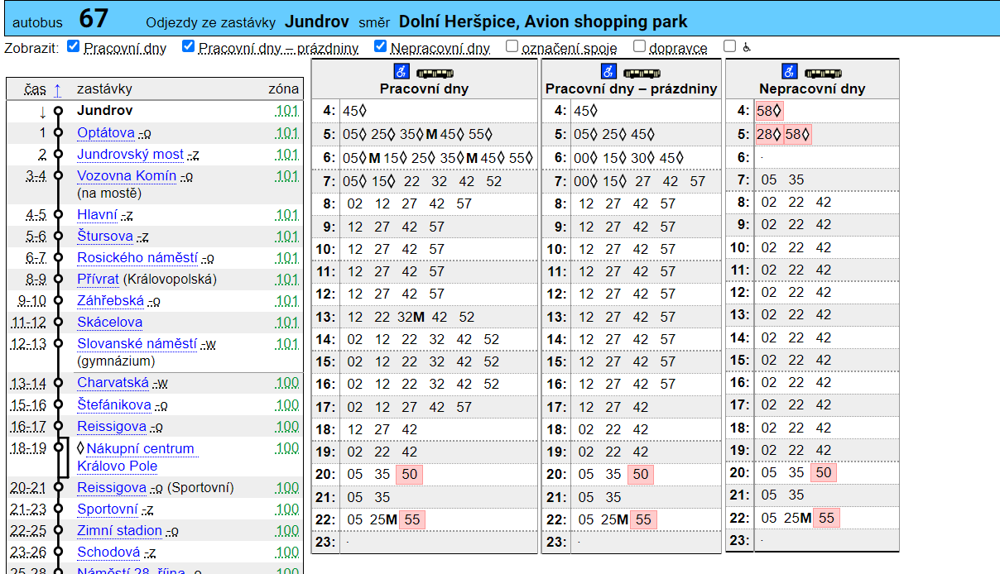 autobus 67 Odjezdy ze zastávky Jundrov směr Dolní Heršpice, Avion shopping park
Zobrazit: Pracovní dny Pracovní dny – prázdniny Nepracovní dny označení spoje dopravce
čas ↑ zastávky zóna
↓ Jundrov 101
1 Optátova -o 101
2 Jundrovský most -z 101
3-4 Vozovna Komín -o 101
(na mostě)
4-5 Hlavní -z 101
5-6 Štursova -z 101
6-7 Rosického náměstí -o 101
8-9 Přívrat (Královopolská) 101
9-10 Záhřebská -o 101
11-12 Skácelova 101
12-13 Slovanské náměstí -w 101
(gymnázium)
13-14 Charvatská -w 100
15-16 Štefánikova -o 100
16-17 Reissigova -o 100
18-19 ◊ Nákupní centrum 100
Královo Pole
20-21 Reissigova -o (Sportovní) 100
21-23 Sportovní -z 100
22-25 Zimní stadion -o 100
23-26 Schodová -z 100
25-28 Náměstí 28. října -o 100
Pracovní dny
4: 45◊
5: 05◊ 25◊ 35◊M 45◊ 55◊
6: 05◊M 15◊ 25◊ 35◊M 45◊ 55◊
7: 05◊ 15◊ 22 32 42 52
8: 02 12 27 42 57
9: 12 27 42 57
10: 12 27 42 57
11: 12 27 42 57
12: 12 27 42 57
13: 12 22 32M 42 52
14: 02 12 22 32 42 52
15: 02 12 22 32 42 52
16: 02 12 22 32 42 52
17: 02 12 27 42 57
18: 12 27 42
19: 02 22 42
20: 05 35 50
21: 05 35
22: 05 25M 55
23: .
Pracovní dny – prázdniny
4: 45◊
5: 05◊ 25◊ 45◊
6: 00◊ 15◊ 30◊ 45◊
7: 00◊ 15◊ 27 42 57
8: 12 27 42 57
9: 12 27 42 57
10: 12 27 42 57
11: 12 27 42 57
12: 12 27 42 57
13: 12 27 42 57
14: 12 27 42 57
15: 12 27 42 57
16: 12 27 42 57
17: 12 27 42
18: 02 22 42
19: 02 22 42
20: 05 35 50
21: 05 35
22: 05 25M 55
23: .
Nepracovní dny
4: 58◊
5: 28◊ 58◊
6: .
7: 05 35
8: 02 22 42
9: 02 22 42
10: 02 22 42
11: 02 22 42
12: 02 22 42
13: 02 22 42
14: 02 22 42
15: 02 22 42
16: 02 22 42
17: 02 22 42
18: 02 22 42
19: 02 22 42
20: 05 35 50
21: 05 35
22: 05 25M 55
23: .